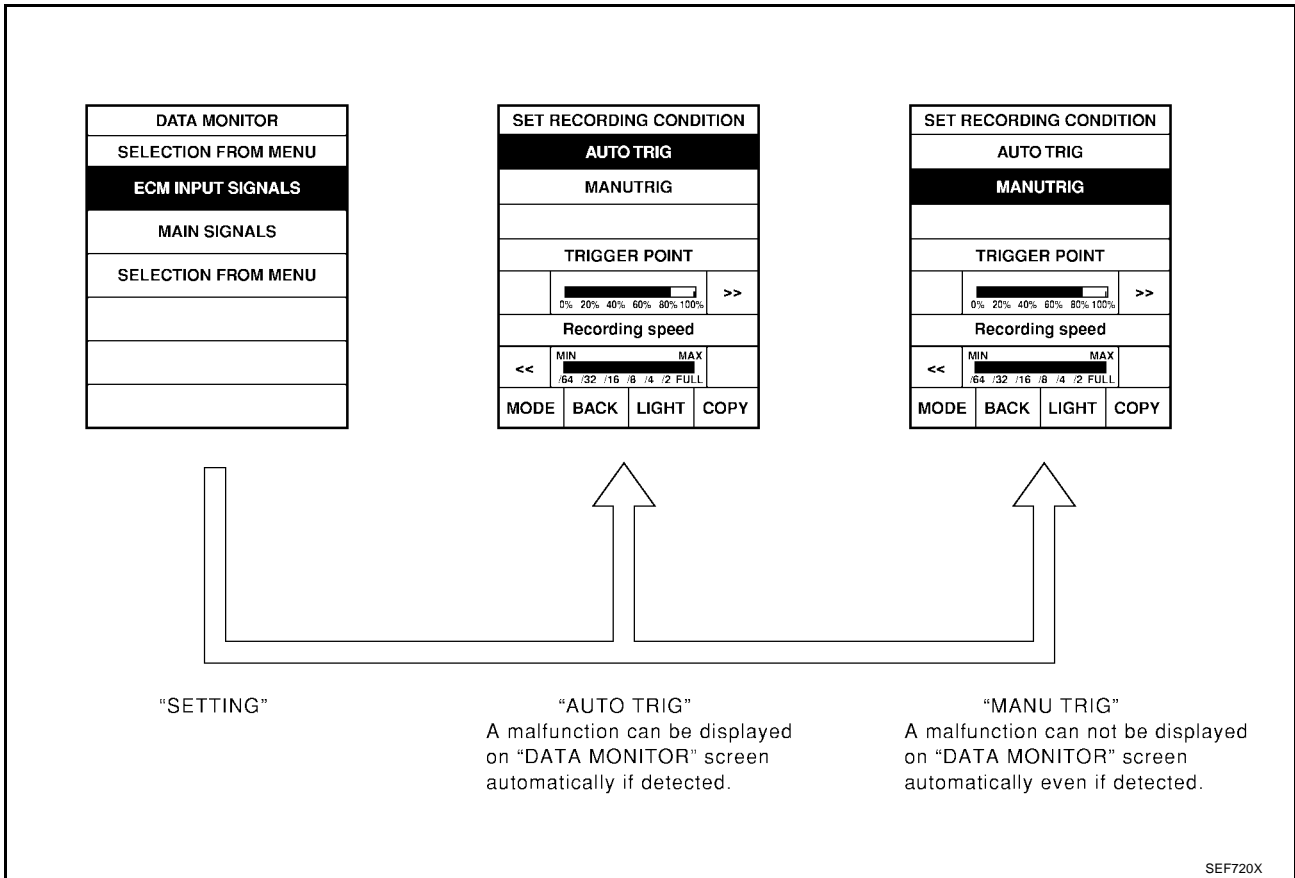 DATA MONITOR
SELECTION FROM MENU
ECM INPUT SIGNALS
MAIN SIGNALS
SELECTION FROM MENU
SET RECORDING CONDITION
AUTO TRIG
MANUTRIG
TRIGGER POINT
>>
0% 20% 40% 60% 80% 100%
Recording speed
MIN MAX
<<
/64 /32 /16 /8 /4 /2 FULL
MODE BACK LIGHT COPY
SET RECORDING CONDITION
AUTO TRIG
MANUTRIG
TRIGGER POINT
>>
0% 20% 40% 60% 80% 100%
Recording speed
MIN MAX
<<
/64 /32 /16 /8 /4 /2 FULL
MODE BACK LIGHT COPY
“SETTING”
“AUTO TRIG”
A malfunction can be displayed
on “DATA MONITOR” screen
automatically if detected.
“MANU TRIG”
A malfunction can not be displayed
on “DATA MONITOR” screen
automatically even if detected.
SEF720X